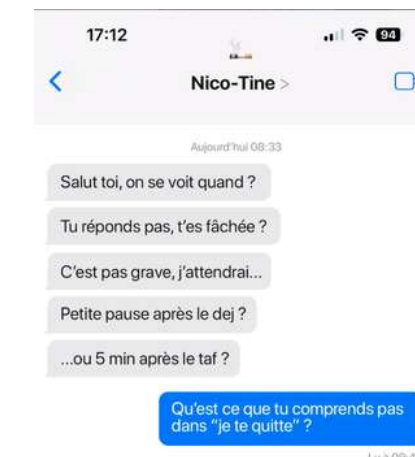 17:12
94
Nico-Tine >
Aujourd'hui 08:33
Salut toi, on se voit quand ?
Tu réponds pas, t'es fâchée ?
C'est pas grave, j'attendrai...
Petite pause après le dej ?
...ou 5 min après le taf ?
Qu'est ce que tu comprends pas
dans "je te quitte" ?
Lu à